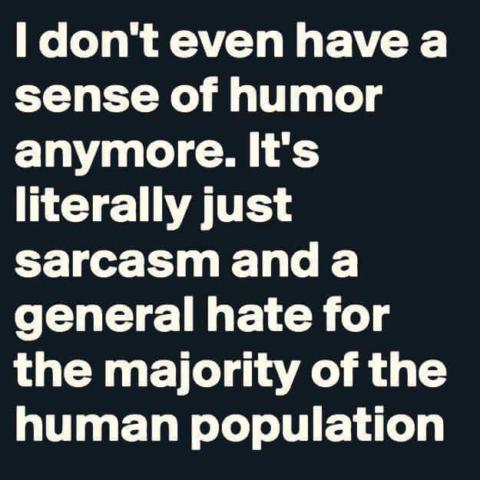 I don't even have a
sense of humor
anymore. It's
literally just
sarcasm and a
general hate for
the majority of the
human population